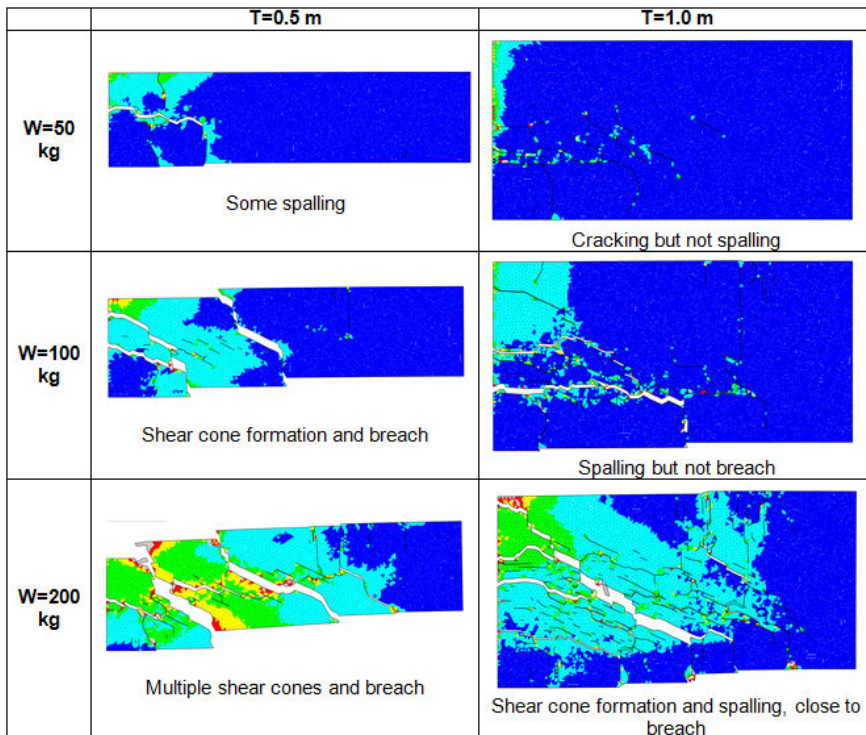 T=0.5 m T=1.0 m
W=50
kg
Some spalling
Cracking but not spalling
W=100
kg
Shear cone formation and breach
Spalling but not breach
W=200
kg
Multiple shear cones and breach
Shear cone formation and spalling, close to
breach